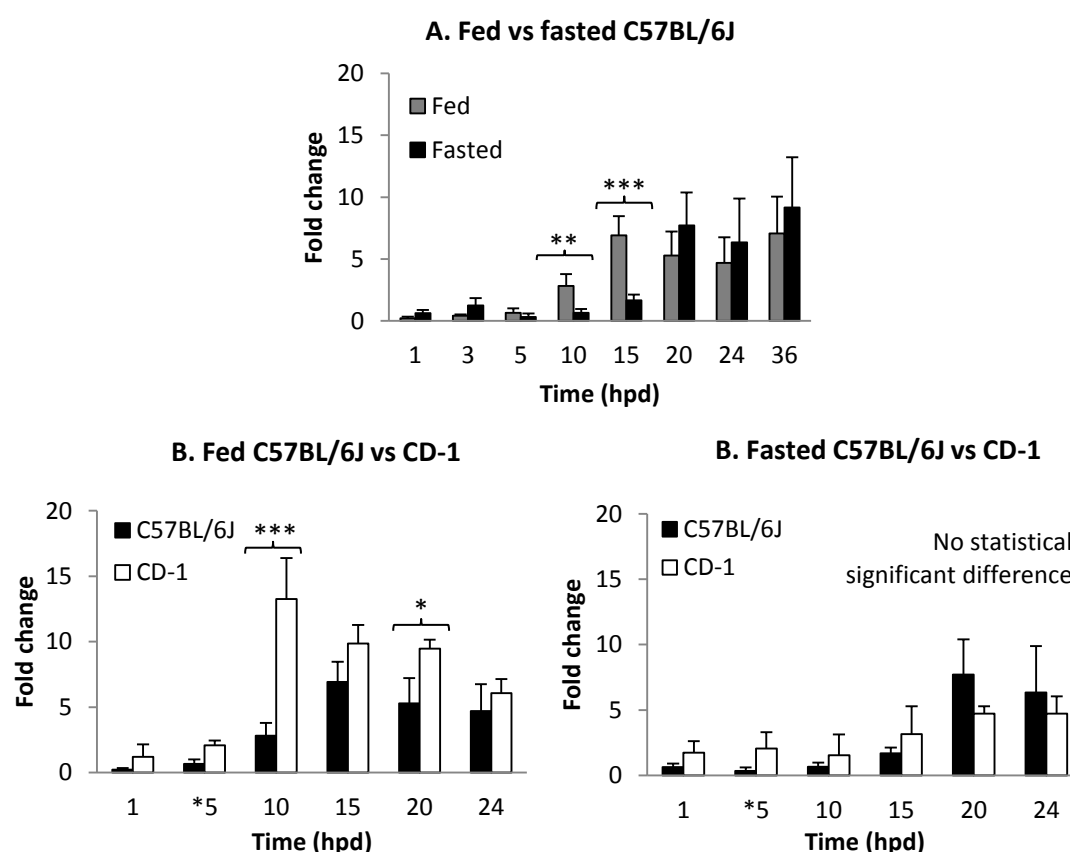 A. Fed vs fasted C57BL/6J
20
15
10
5
0
Fold change
Fed
Fasted
**
***
1 3 5 10 15 20 24 36
Time (hpd)
B. Fed C57BL/6J vs CD-1
20
15
10
5
0
Fold change
C57BL/6J
CD-1
***
*
1 *5 10 15 20 24
Time (hpd)
B. Fasted C57BL/6J vs CD-1
20
15
10
5
0
Fold change
C57BL/6J
CD-1
No statistical
significant difference
1 *5 10 15 20 24
Time (hpd)